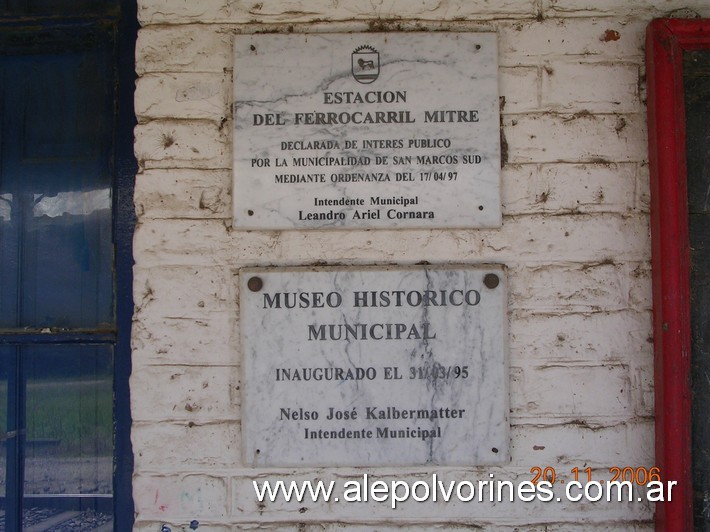 ESTACION
DEL FERROCARRIL MITRE
DECLARADA DE INTERES PUBLICO
POR LA MUNICIPALIDAD DE SAN MARCOS SUD
MEDIANTE ORDENANZA DEL 17/04/97
Intendente Municipal
Leandro Ariel Cornara
MUSEO HISTORICO
MUNICIPAL
INAUGURADO EL 31/03/95
Nelso José Kalbermatter
Intendente Municipal
20 11 2006
www.alepolvorines.com.ar